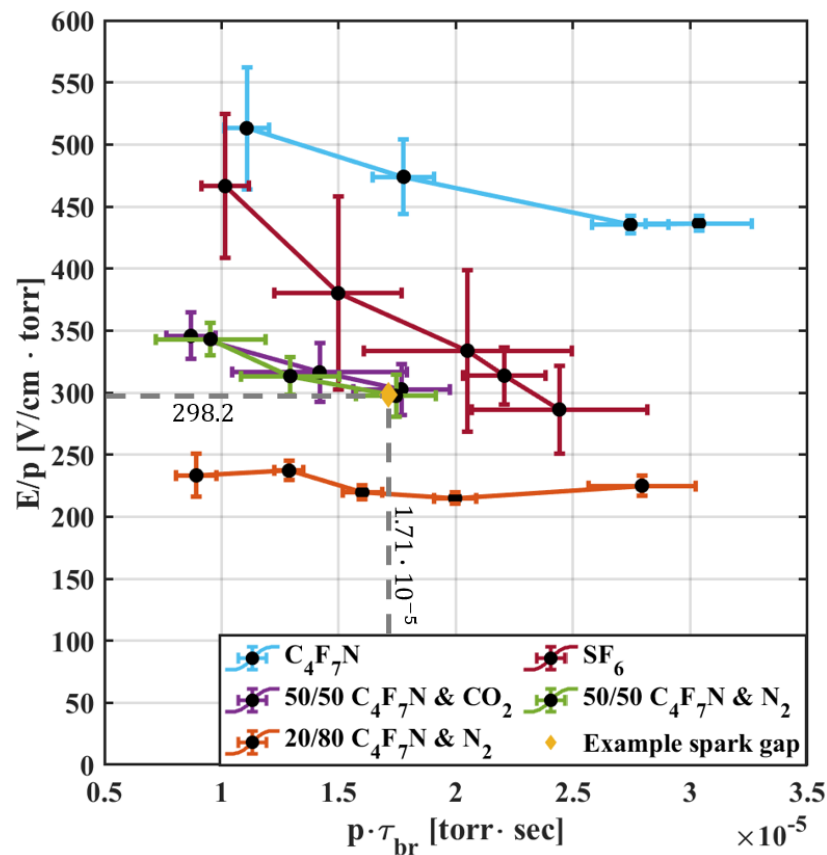 600
550
500
450
400
350
300
250
200
150
100
50
0
E/p [V/cm · torr]
298.2
1.71 · 10⁻⁵
C₄F₇N
SF₆
50/50 C₄F₇N & CO₂
50/50 C₄F₇N & N₂
20/80 C₄F₇N & N₂
Example spark gap
0.5 1 1.5 2 2.5 3 3.5
p·τ_br [torr· sec]
×10⁻⁵